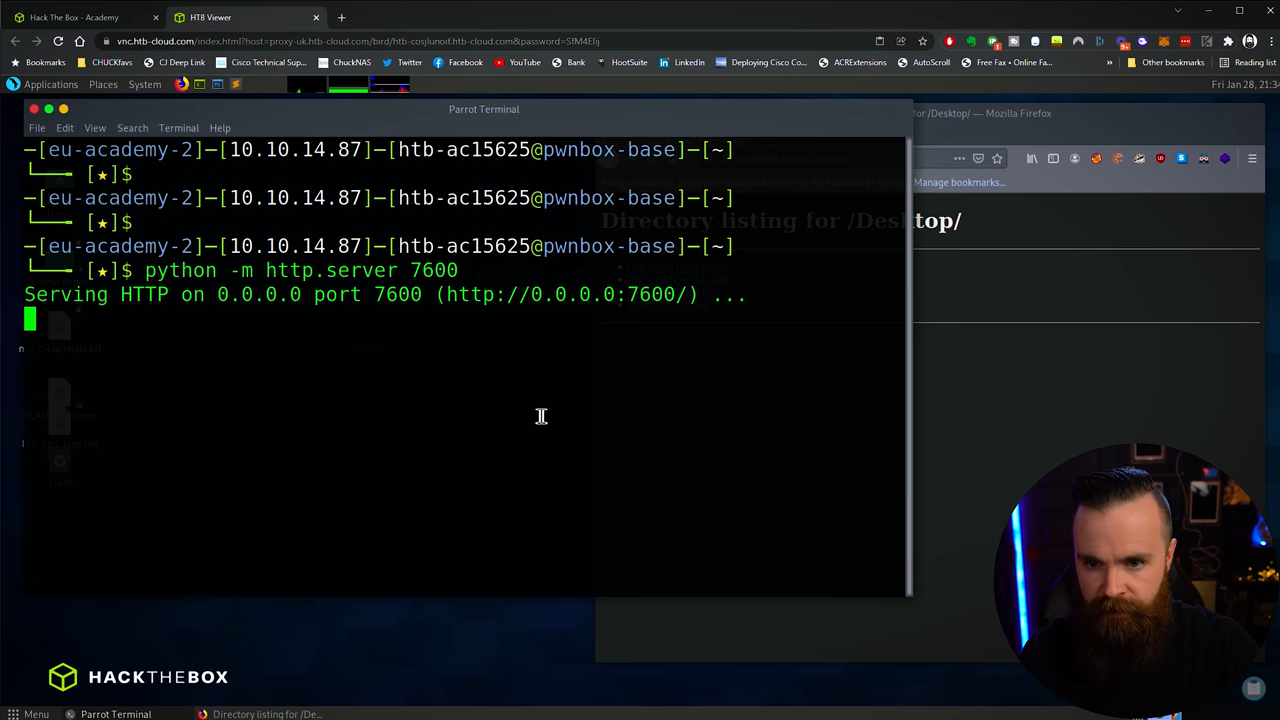 Hack The Box - Academy
HTB Viewer
vnc.htb-cloud.com/index.html?host=proxy-uk.htb-cloud.com/bird/htb-cosjlunoif.htb-cloud.com&password=SfM4Elij
Bookmarks CHUCKfavs CJ Deep Link Cisco Technical Sup... ChuckNAS Twitter Facebook YouTube Bank HootSuite LinkedIn Deploying Cisco Co... ACRExtensions AutoScroll Free Fax • Online Fa... Other bookmarks Reading list
Applications Places System Fri Jan 28, 21:34
Parrot Terminal
/Desktop/ — Mozilla Firefox
File Edit View Search Terminal Help
─[eu-academy-2]─[10.10.14.87]─[htb-ac15625@pwnbox-base]─[~]
└──╼ [★]$
─[eu-academy-2]─[10.10.14.87]─[htb-ac15625@pwnbox-base]─[~]
└──╼ [★]$
─[eu-academy-2]─[10.10.14.87]─[htb-ac15625@pwnbox-base]─[~]
└──╼ [★]$ python -m http.server 7600
Serving HTTP on 0.0.0.0 port 7600 (http://0.0.0.0:7600/) ...
Manage bookmarks...
Directory listing for /Desktop/
HACKTHEBOX
Menu Parrot Terminal Directory listing for /De...